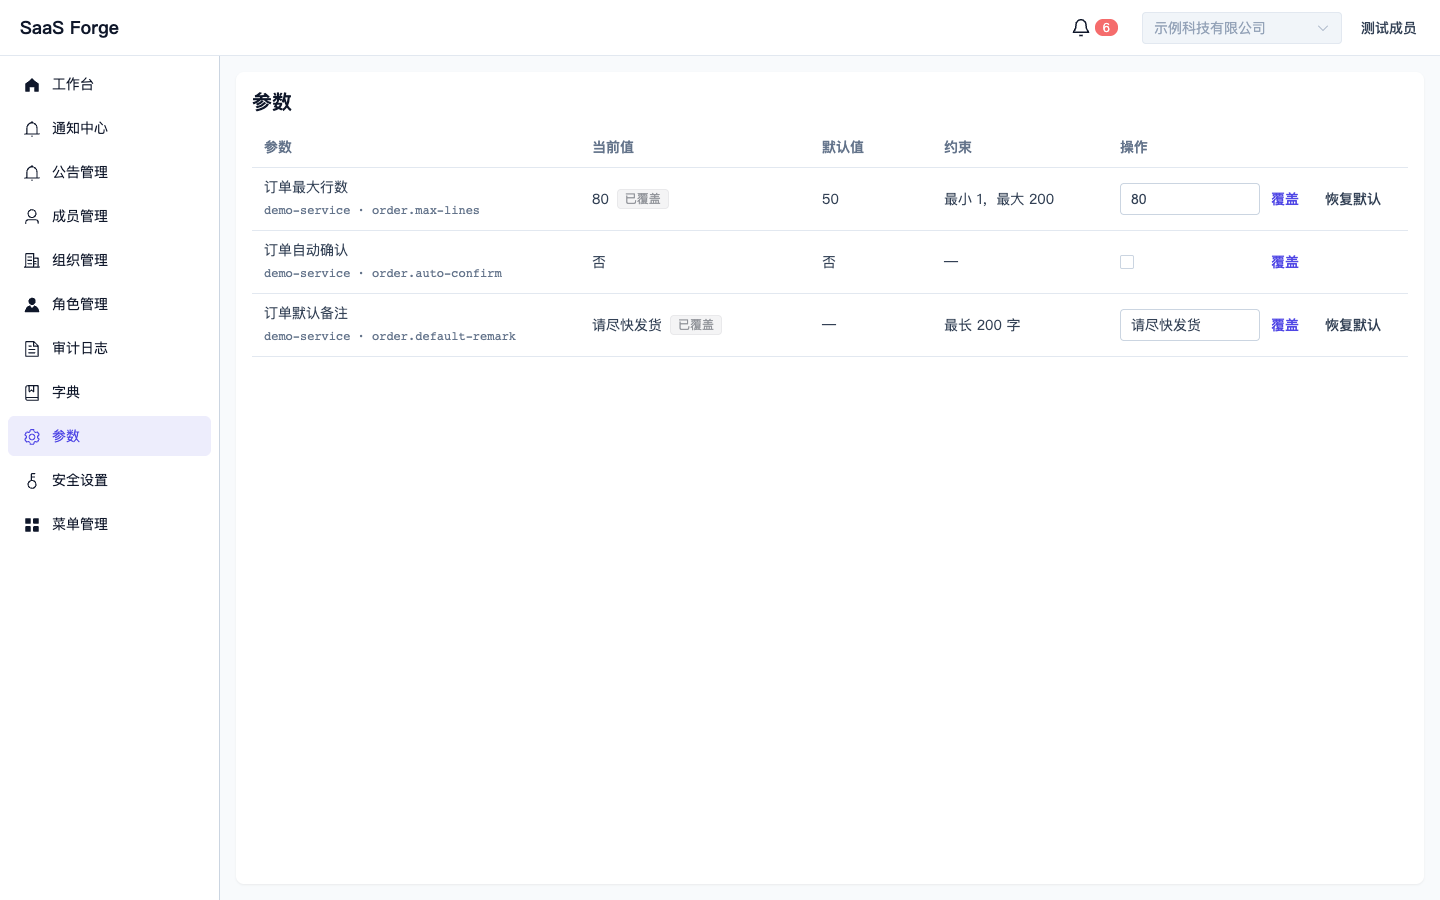 SaaS Forge
6
示例科技有限公司
测试成员
工作台
通知中心
公告管理
成员管理
组织管理
角色管理
审计日志
字典
参数
安全设置
菜单管理
参数
参数 当前值 默认值 约束 操作
订单最大行数
demo-service · order.max-lines
80 已覆盖 50 最小 1, 最大 200 80 覆盖 恢复默认
订单自动确认
demo-service · order.auto-confirm
否 否 — 覆盖
订单默认备注
demo-service · order.default-remark
请尽快发货 已覆盖 — 最长 200 字 请尽快发货 覆盖 恢复默认